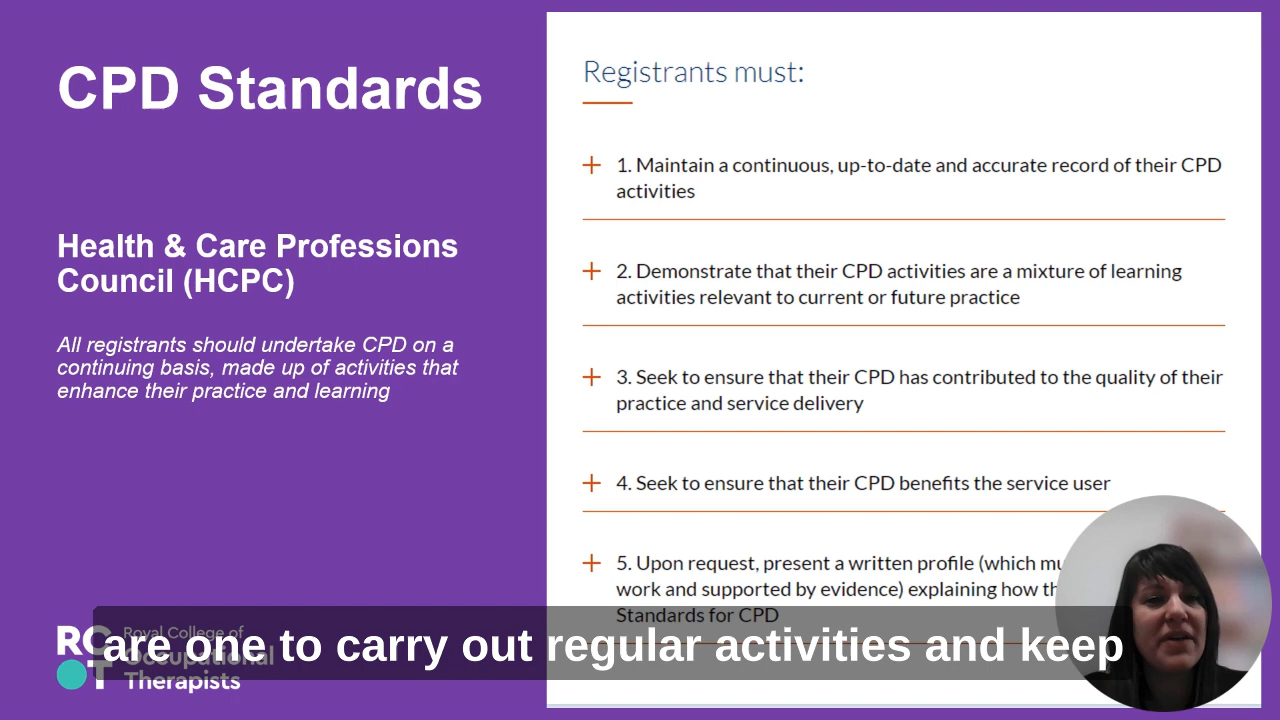 CPD Standards
Health & Care Professions
Council (HCPC)
All registrants should undertake CPD on a
continuing basis, made up of activities that
enhance their practice and learning
Registrants must:
1. Maintain a continuous, up-to-date and accurate record of their CPD
activities
2. Demonstrate that their CPD activities are a mixture of learning
activities relevant to current or future practice
3. Seek to ensure that their CPD has contributed to the quality of their
practice and service delivery
4. Seek to ensure that their CPD benefits the service user
5. Upon request, present a written profile (which
work and supported by evidence) explaining how
Standards for CPD
RCOT
Royal College of
Occupational
Therapists
are one to carry out regular activities and keep